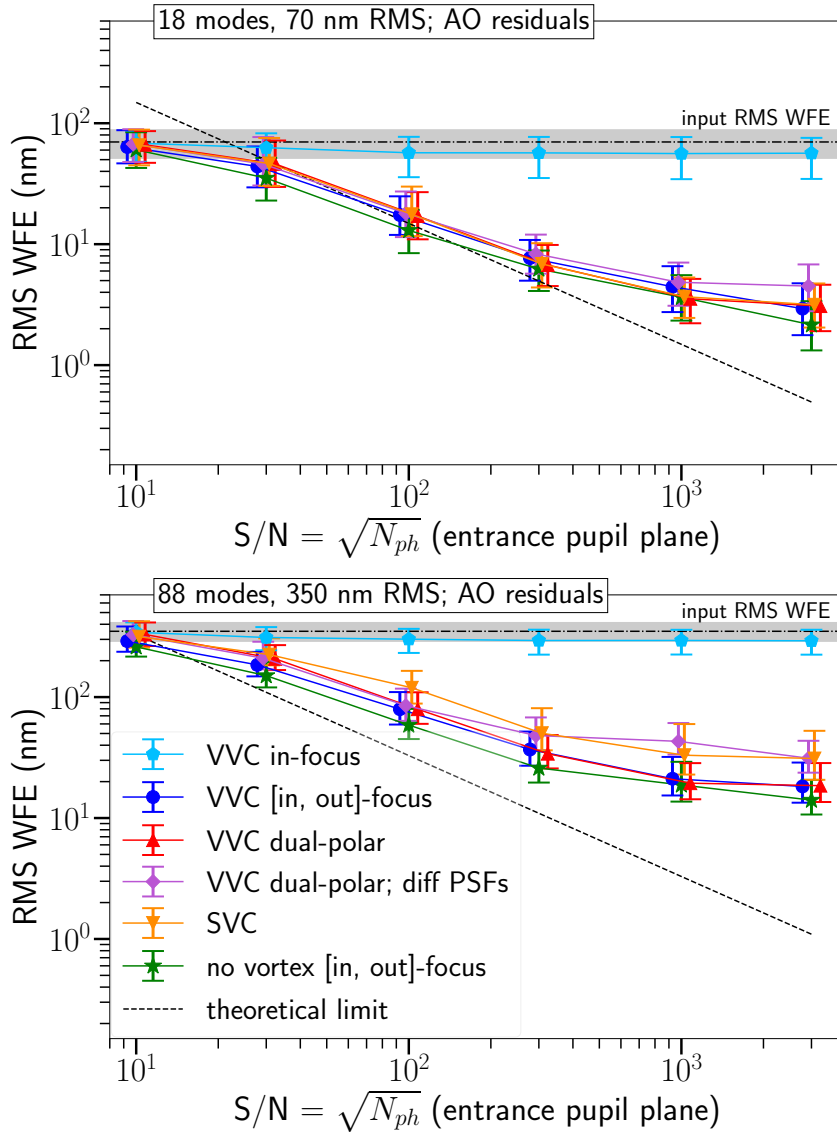 18 modes, 70 nm RMS; AO residuals
input RMS WFE
RMS WFE (nm)
10^2
10^1
10^0
10^1 10^2 10^3
S/N = √N_{ph} (entrance pupil plane)
88 modes, 350 nm RMS; AO residuals
input RMS WFE
RMS WFE (nm)
10^2
10^1
10^0
VVC in-focus
VVC [in, out]-focus
VVC dual-polar
VVC dual-polar; diff PSFs
SVC
no vortex [in, out]-focus
theoretical limit
10^1 10^2 10^3
S/N = √N_{ph} (entrance pupil plane)